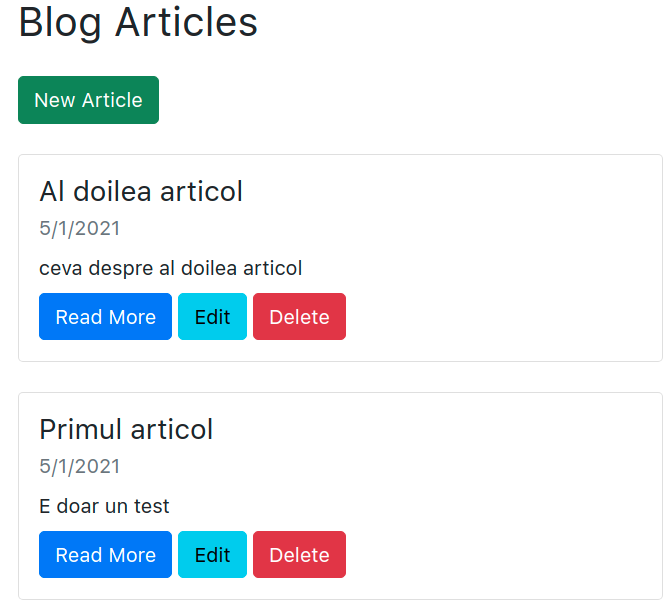 Blog Articles
New Article
Al doilea articol
5/1/2021
ceva despre al doilea articol
Read More Edit Delete
Primul articol
5/1/2021
E doar un test
Read More Edit Delete